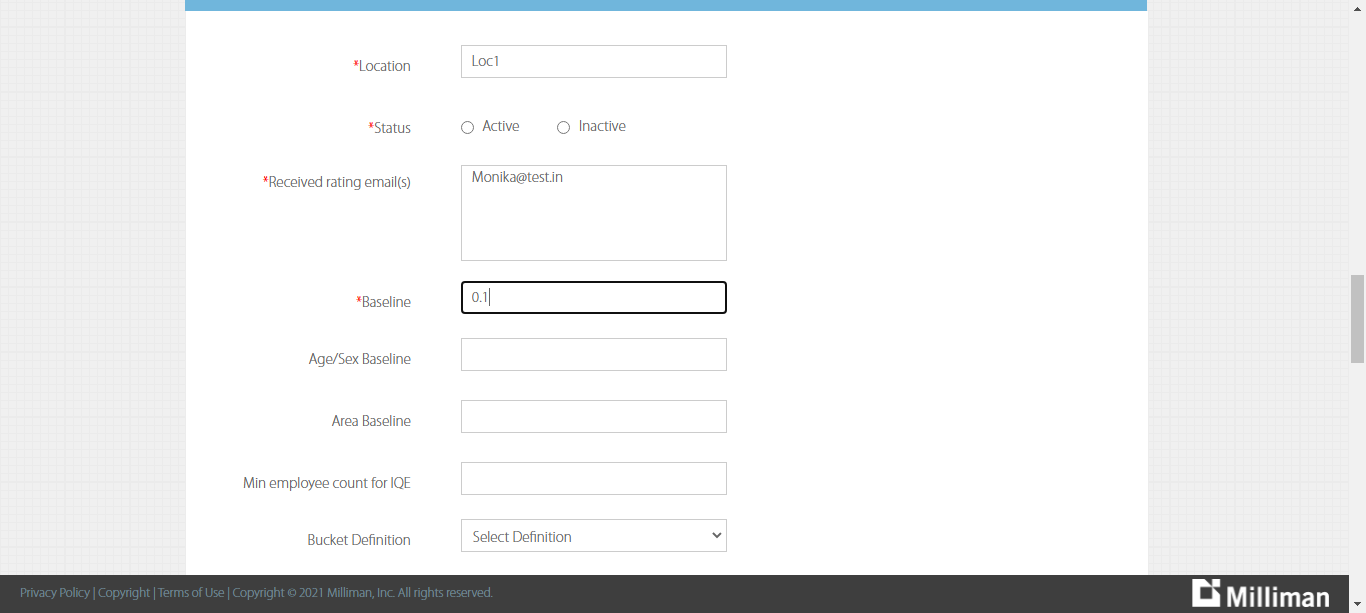 *Location Loc1
*Status Active Inactive
*Received rating email(s) Monika@test.in
*Baseline 0.1
Age/Sex Baseline
Area Baseline
Min employee count for IQE
Bucket Definition Select Definition
Privacy Policy | Copyright | Terms of Use | Copyright © 2021 Milliman, Inc. All rights reserved. Milliman